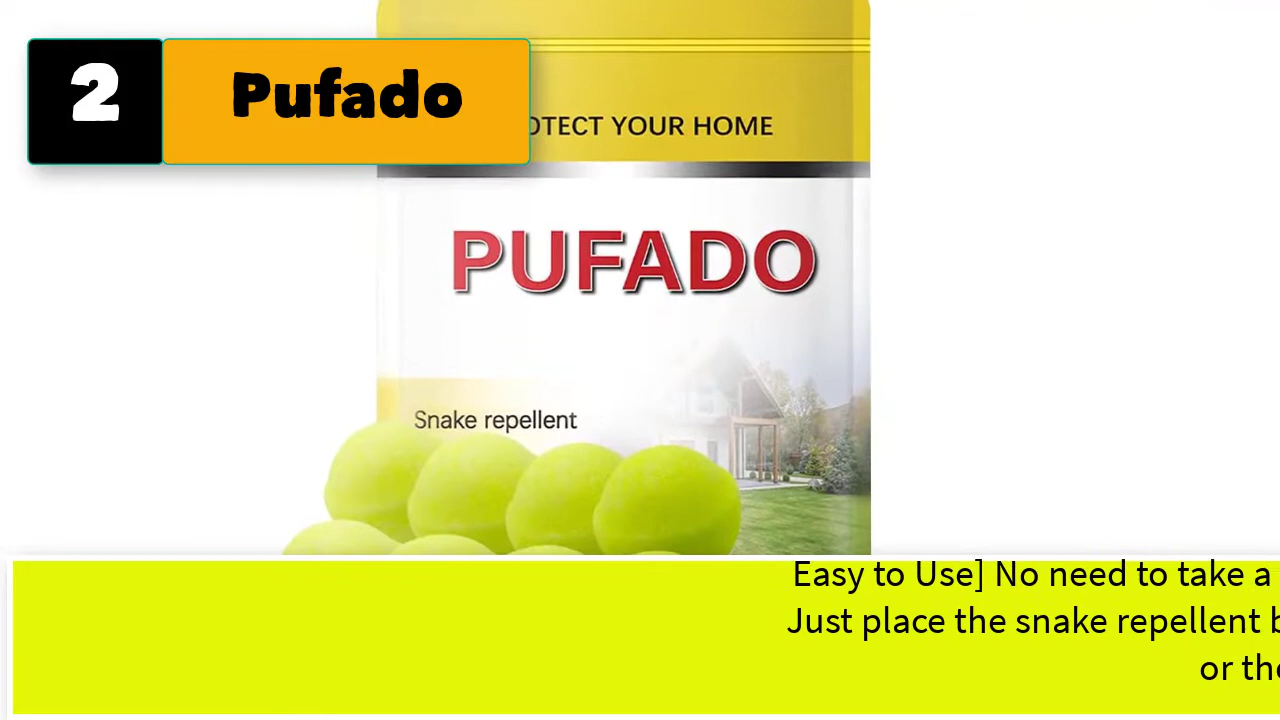 2 Pufado
OTECT YOUR HOME
PUFADO
Snake repellent
Easy to Use] No need to take a
Just place the snake repellent
or